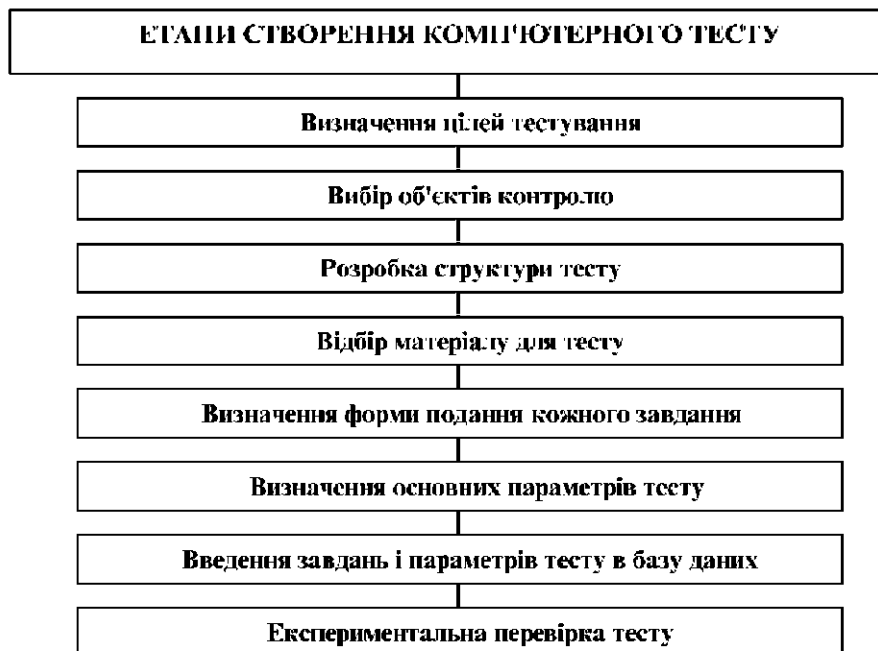 ЕТАПИ СТВОРЕННЯ КОМП'ЮТЕРНОГО ТЕСТУ
Визначення цілей тестування
Вибір об'єктів контролю
Розробка структури тесту
Відбір матеріалу для тесту
Визначення форми подання кожного завдання
Визначення основних параметрів тесту
Введення завдань і параметрів тесту в базу даних
Експериментальна перевірка тесту